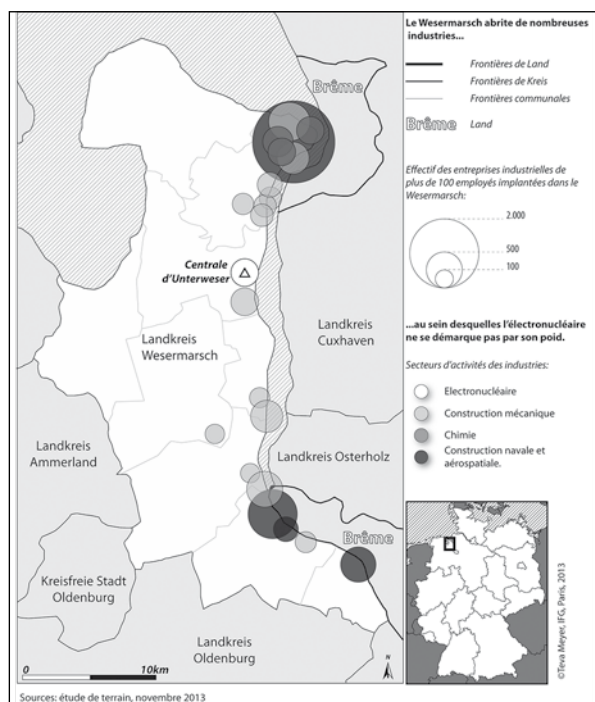 Brême
Centrale
d'Unterweser
Landkreis
Cuxhaven
Landkreis
Wesermarsch
Landkreis
Ammerland
Landkreis Osterholz
Brême
Kreisfreie Stadt
Oldenburg
Landkreis
Oldenburg
0 10km
N
Sources: étude de terrain, novembre 2013
Le Wesermarsch abrite de nombreuses
industries...
Frontières de Land
Frontières de Kreis
Frontières communales
Brême Land
Effectif des entreprises industrielles de
plus de 100 employés implantées dans le
Wesermarsch:
2.000
500
100
...au sein desquelles l'électronucléaire
ne se démarque pas par son poid.
Secteurs d'activités des industries:
Electronucléaire
Construction mécanique
Chimie
Construction navale et
aérospatiale.
©Teva Meyer, IFG, Paris, 2013